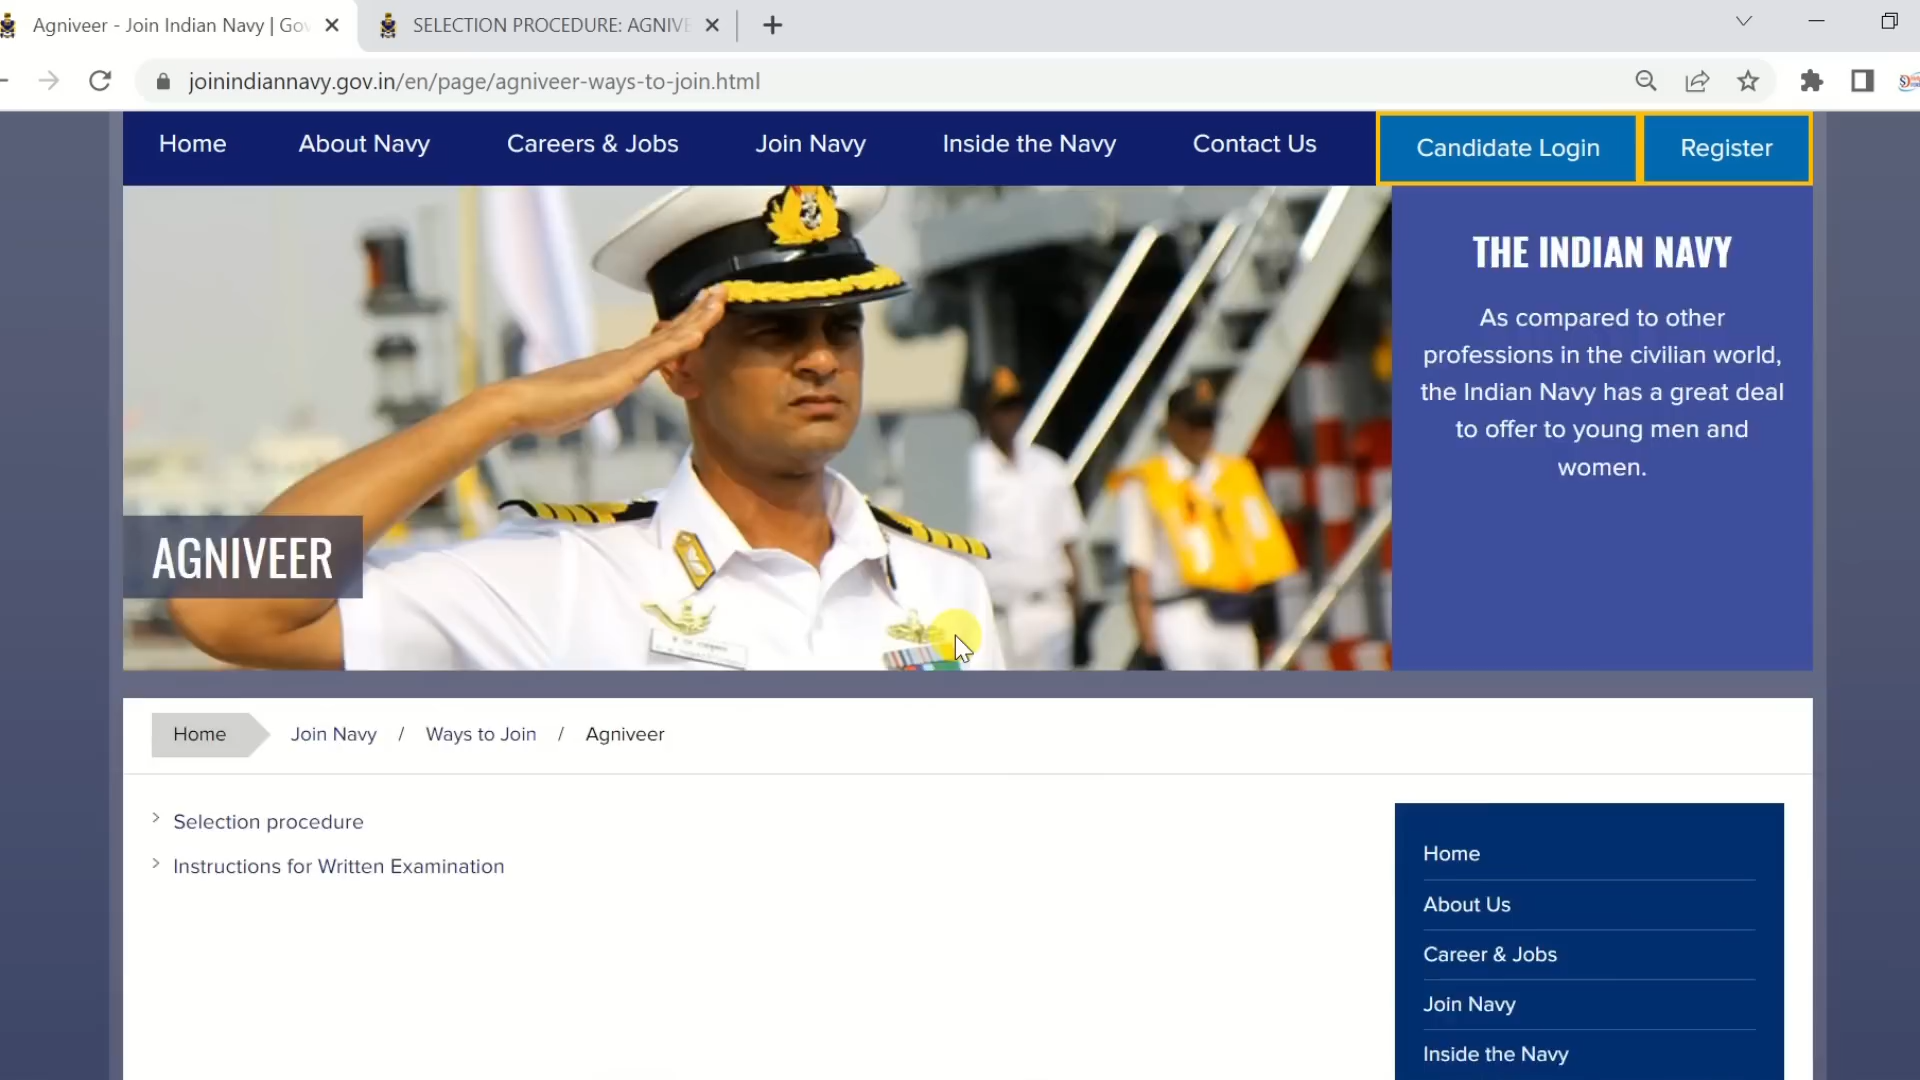 Agniveer - Join Indian Navy | Gov
SELECTION PROCEDURE: AGNIVE
joinindiannavy.gov.in/en/page/agniveer-ways-to-join.html
Home
About Navy
Careers & Jobs
Join Navy
Inside the Navy
Contact Us
Candidate Login
Register
THE INDIAN NAVY
As compared to other
professions in the civilian world,
the Indian Navy has a great deal
to offer to young men and
women.
AGNIVEER
Home
Join Navy / Ways to Join / Agniveer
Selection procedure
Instructions for Written Examination
Home
About Us
Career & Jobs
Join Navy
Inside the Navy